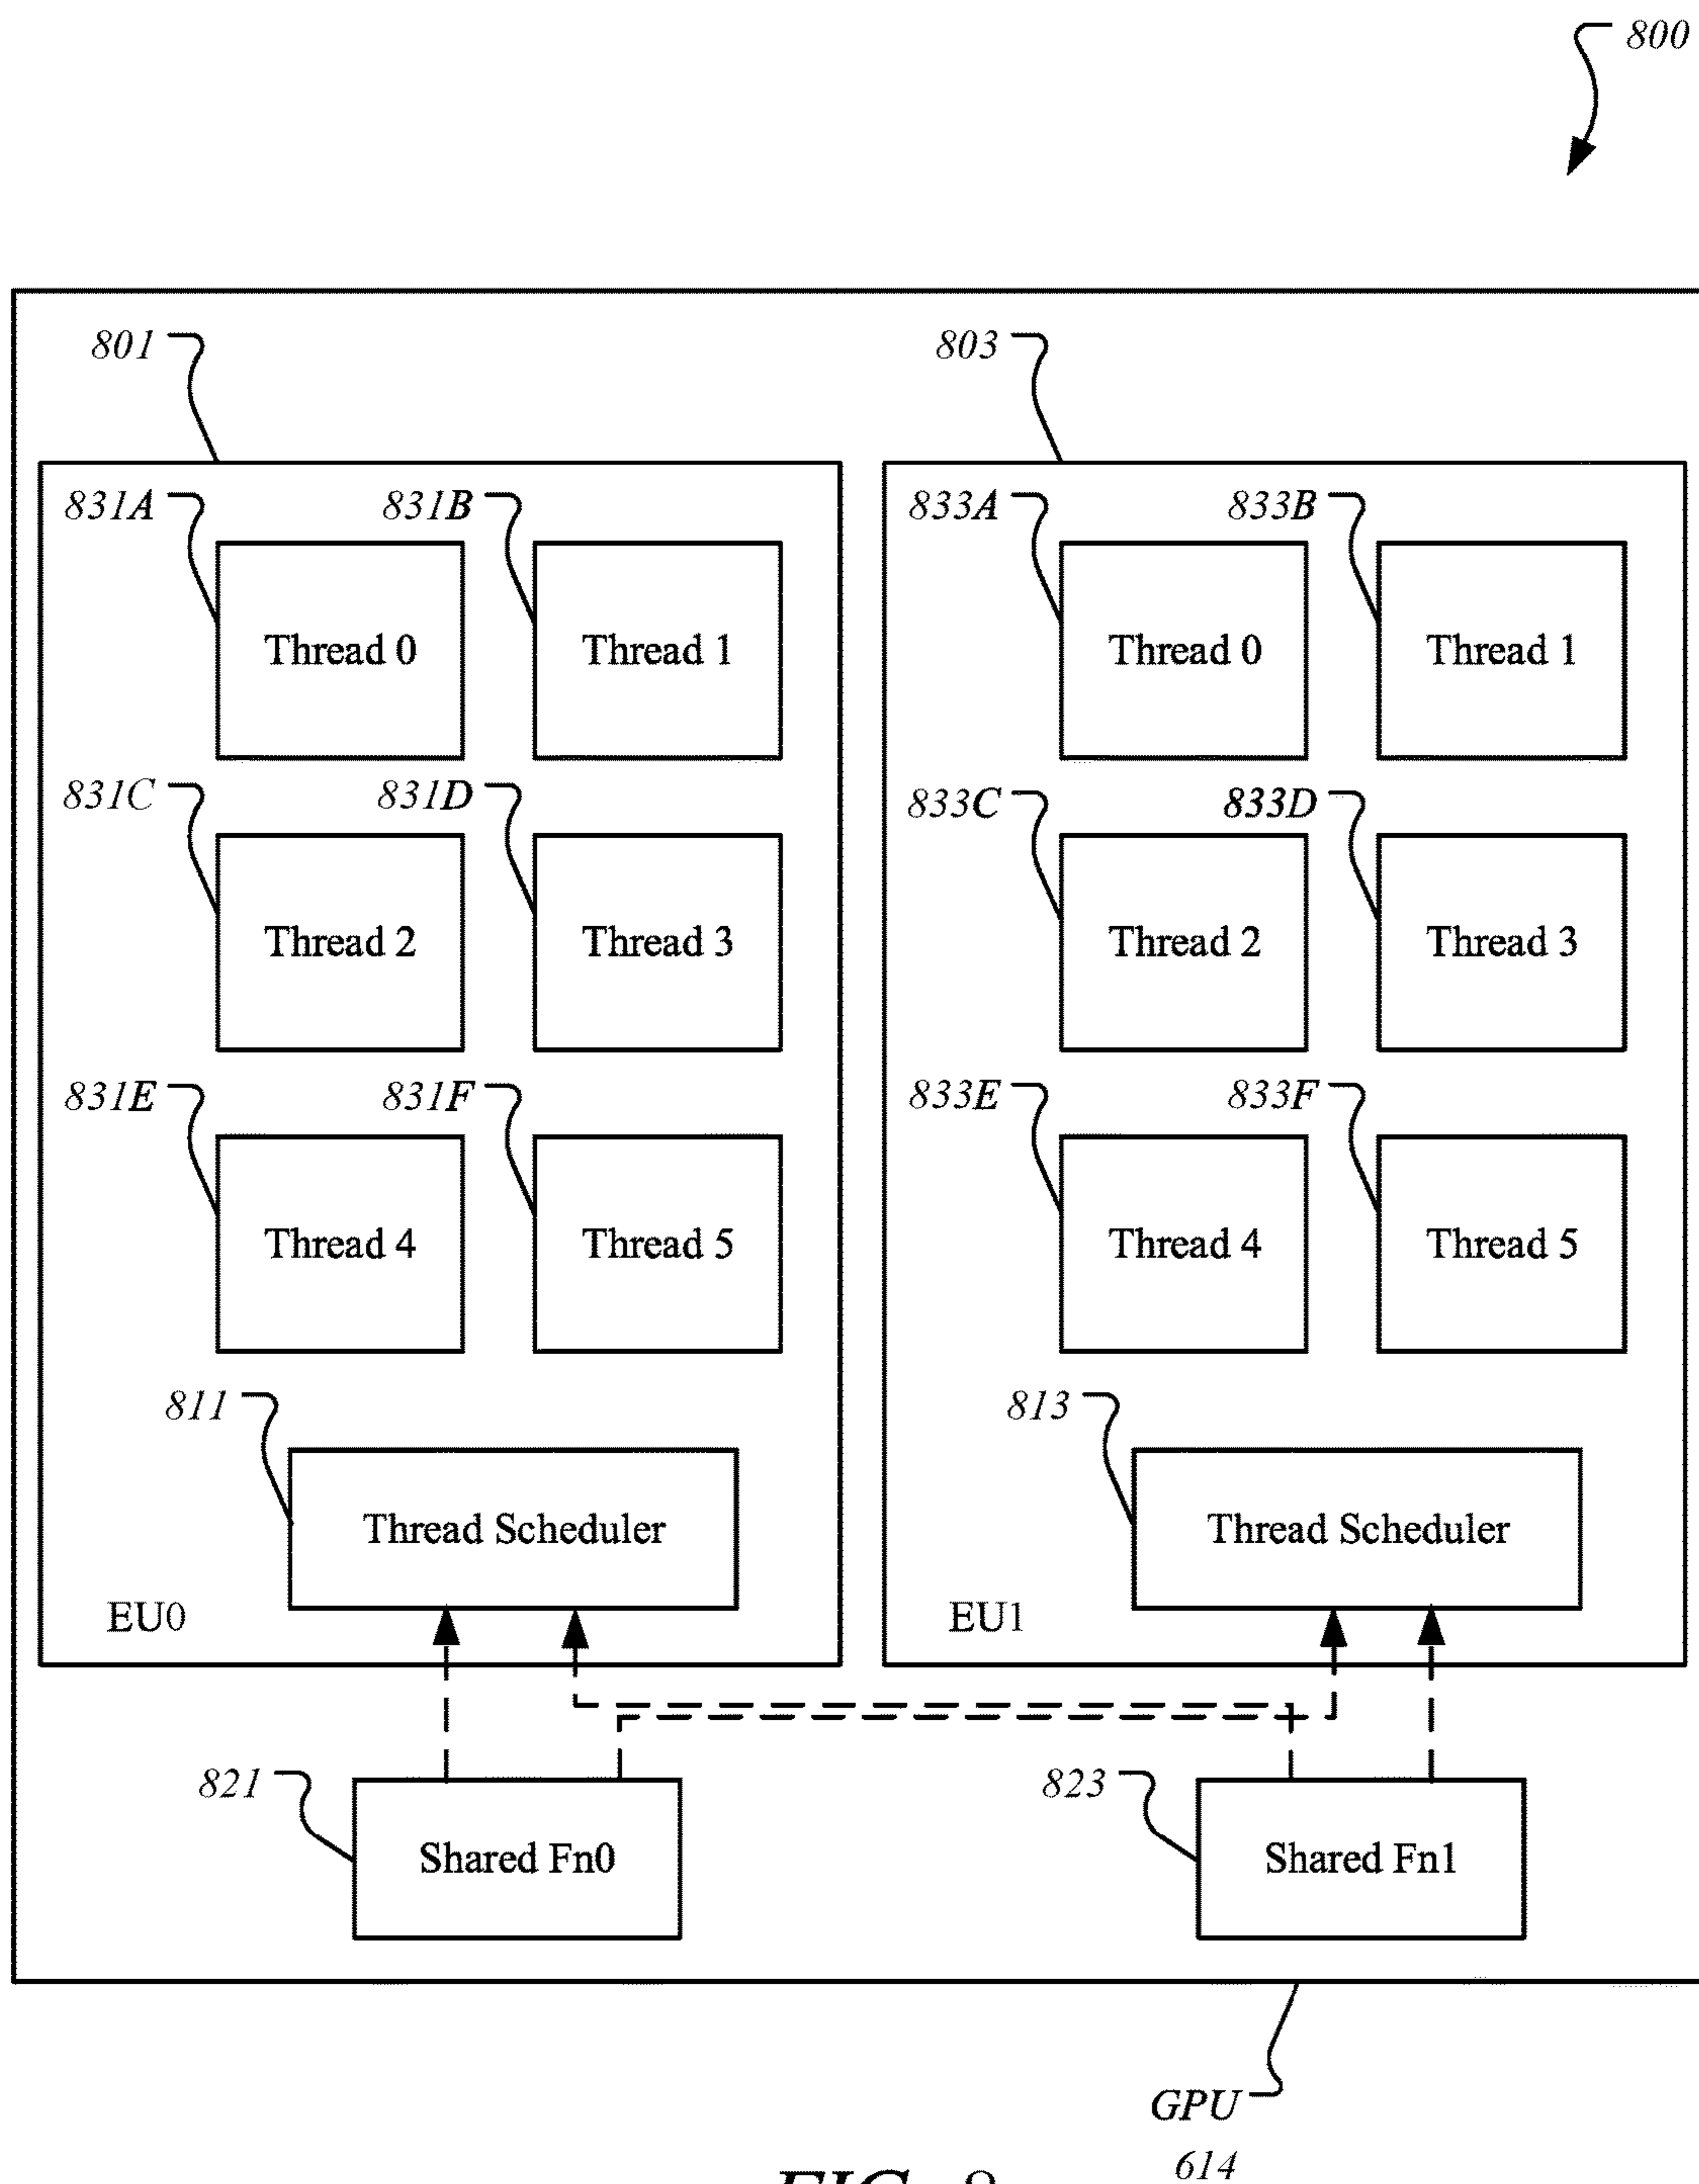 800
801
803
831A
831B
833A
833B
Thread 0
Thread 1
Thread 0
Thread 1
831C
831D
833C
833D
Thread 2
Thread 3
Thread 2
Thread 3
831E
831F
833E
833F
Thread 4
Thread 5
Thread 4
Thread 5
811
813
Thread Scheduler
Thread Scheduler
EU0
EU1
821
823
Shared Fn0
Shared Fn1
GPU
614
FIG. 8